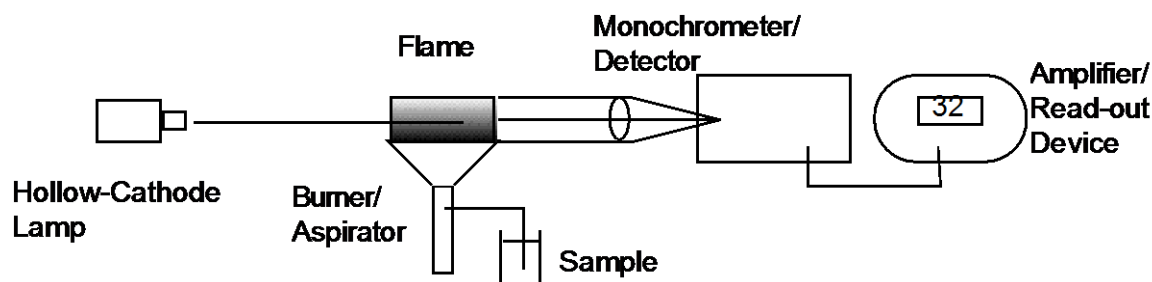 Flame
Monochrometer/
Detector
Amplifier/
Read-out
Device
32
Hollow-Cathode
Lamp
Burner/
Aspirator
Sample